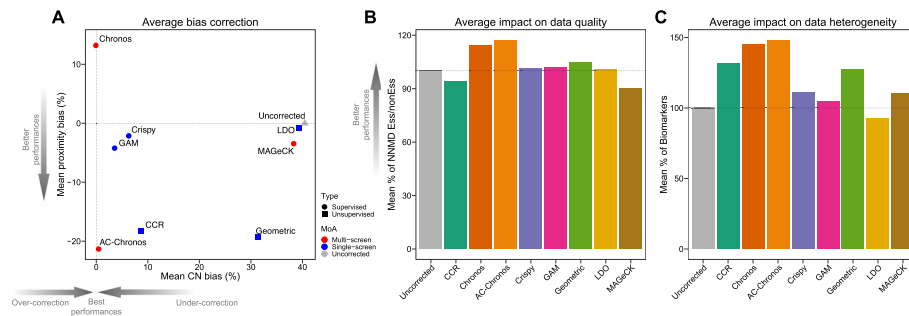 A
Average bias correction
Mean proximity bias (%)
10
0
−10
−20
Chronos
Crispy
GAM
Uncorrected
LDO
MAGeCK
CCR
Geometric
AC-Chronos
0
10
20
30
40
Mean CN bias (%)
Better
performances
Over-correction
Best
performances
Under-correction
Type
Supervised
Unsupervised
MoA
Multi-screen
Single-screen
Uncorrected
B
Average impact on data quality
Better
performances
Mean % of NNMD Ess/nonEss
120
90
60
30
0
Uncorrected
CCR
Chronos
AC-Chronos
Crispy
GAM
Geometric
LDO
MAGeCK
C
Average impact on data heterogeneity
Mean % of Biomarkers
150
100
50
0
Uncorrected
CCR
Chronos
AC-Chronos
Crispy
GAM
Geometric
LDO
MAGeCK